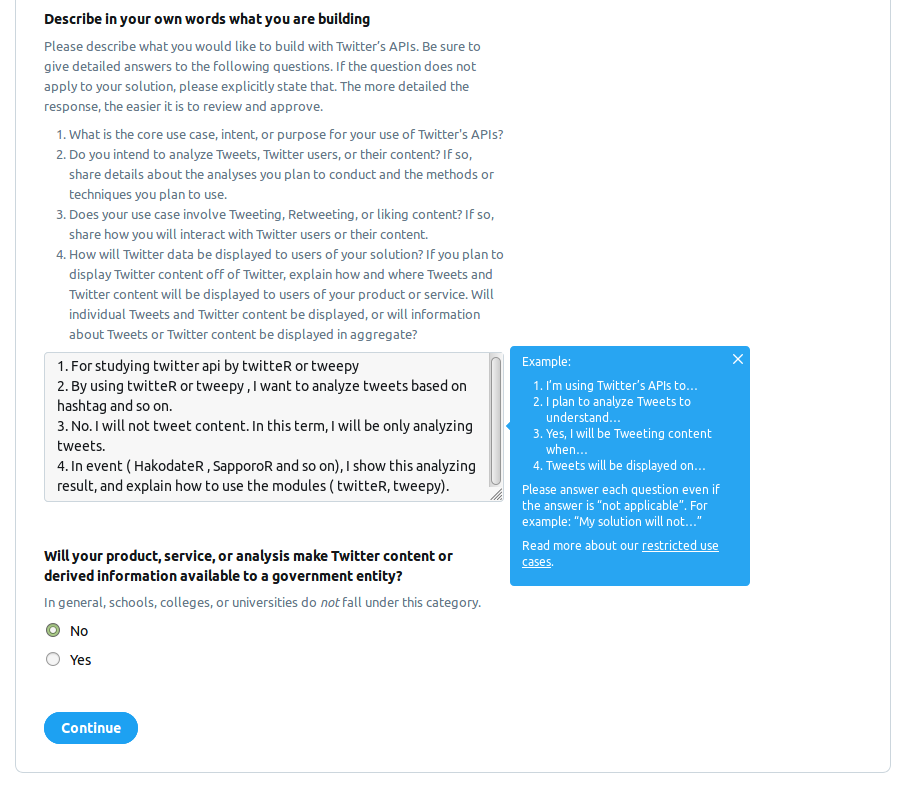 Describe in your own words what you are building
Please describe what you would like to build with Twitter's APIs. Be sure to
give detailed answers to the following questions. If the question does not
apply to your solution, please explicitly state that. The more detailed the
response, the easier it is to review and approve.
1. What is the core use case, intent, or purpose for your use of Twitter's APIs?
2. Do you intend to analyze Tweets, Twitter users, or their content? If so,
share details about the analyses you plan to conduct and the methods or
techniques you plan to use.
3. Does your use case involve Tweeting, Retweeting, or liking content? If so,
share how you will interact with Twitter users or their content.
4. How will Twitter data be displayed to users of your solution? If you plan to
display Twitter content off of Twitter, explain how and where Tweets and
Twitter content will be displayed to users of your product or service. Will
individual Tweets and Twitter content be displayed, or will information
about Tweets or Twitter content be displayed in aggregate?
1. For studying twitter api by twitteR or tweepy
2. By using twitteR or tweepy , I want to analyze tweets based on
hashtag and so on.
3. No. I will not tweet content. In this term, I will be only analyzing
tweets.
4. In event ( HakodateR , SapporoR and so on), I show this analyzing
result, and explain how to use the modules ( twitteR, tweepy).
Example:
1. I'm using Twitter's APIs to…
2. I plan to analyze Tweets to
understand…
3. Yes, I will be Tweeting content
when…
4. Tweets will be displayed on…
Please answer each question even if
the answer is “not applicable”. For
example: “My solution will not…”
Read more about our restricted use
cases.
Will your product, service, or analysis make Twitter content or
derived information available to a government entity?
In general, schools, colleges, or universities do not fall under this category.
No
Yes
Continue